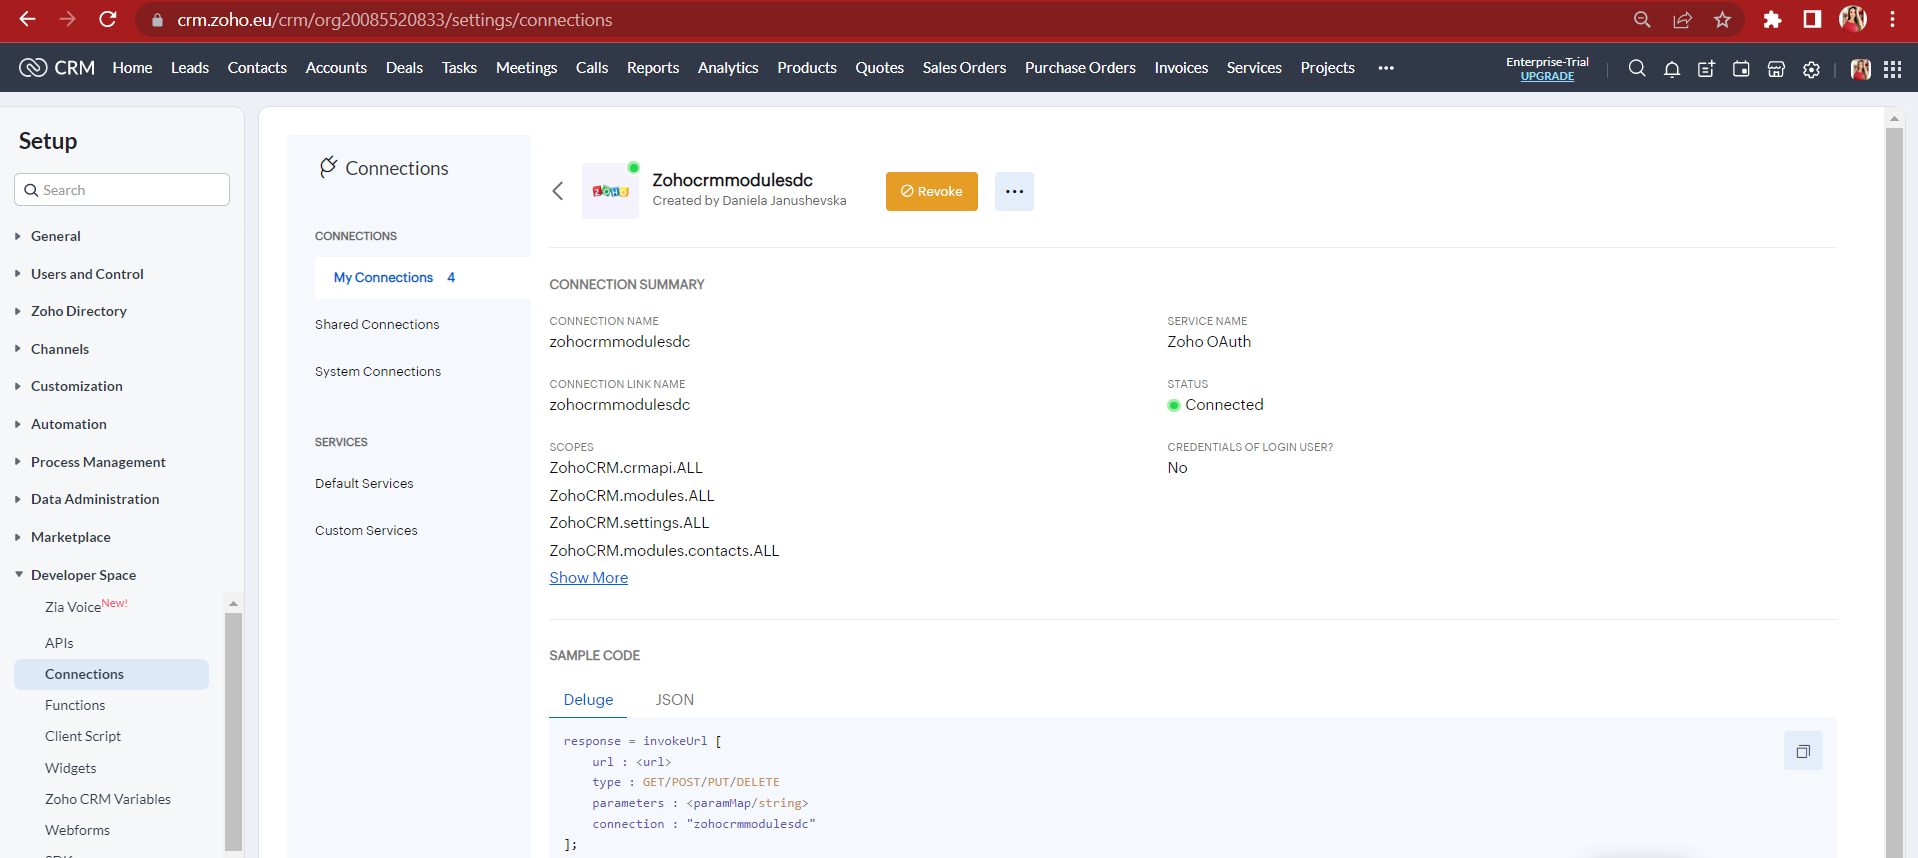 crm.zoho.eu/crm/org20085520833/settings/connections
CRM Home Leads Contacts Accounts Deals Tasks Meetings Calls Reports Analytics Products Quotes Sales Orders Purchase Orders Invoices Services Projects ••• Enterprise-Trial
UPGRADE
Setup
Search
General
Users and Control
Zoho Directory
Channels
Customization
Automation
Process Management
Data Administration
Marketplace
Developer Space
Zia Voice New!
APIs
Connections
Functions
Client Script
Widgets
Zoho CRM Variables
Webforms
Connections
CONNECTIONS
My Connections 4
Shared Connections
System Connections
SERVICES
Default Services
Custom Services
ZOHO
Zohocrmmodulesdc
Created by Daniela Janushevska
Revoke
CONNECTION SUMMARY
CONNECTION NAME
zohocrmmodulesdc
SERVICE NAME
Zoho OAuth
CONNECTION LINK NAME
zohocrmmodulesdc
STATUS
Connected
SCOPES
ZohoCRM.crmapi.ALL
ZohoCRM.modules.ALL
ZohoCRM.settings.ALL
ZohoCRM.modules.contacts.ALL
Show More
CREDENTIALS OF LOGIN USER?
No
SAMPLE CODE
Deluge JSON
response = invokeUrl [
url : <url>
type : GET/POST/PUT/DELETE
parameters : <paramMap/string>
connection : "zohocrmmodulesdc"
];